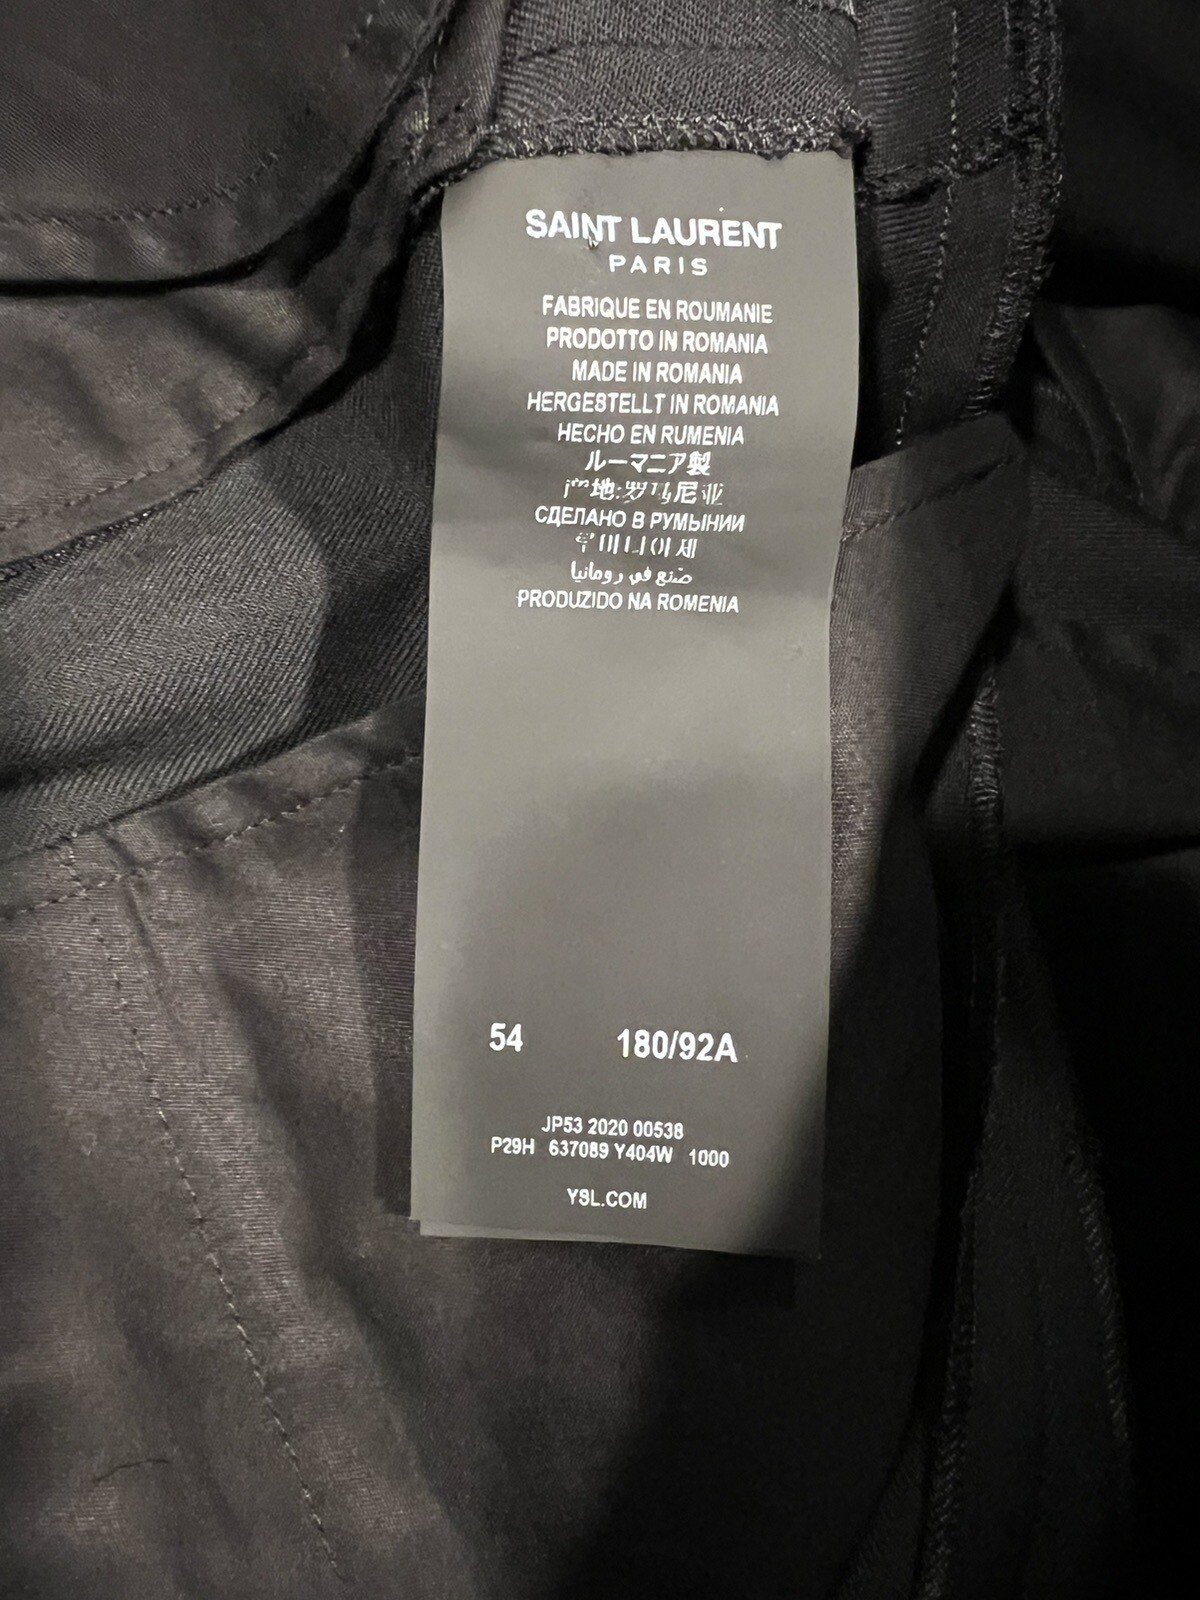 SAINT LAURENT
PARIS
FABRIQUE EN ROUMANIE
PRODOTTO IN ROMANIA
MADE IN ROMANIA
HERGESTELLT IN ROMANIA
HECHO EN RUMENIA
ルーマニア製
产地:罗马尼亚
СДЕЛАНО В РУМЫНИИ
루마니아제
صنع في رومانيا
PRODUZIDO NA ROMENIA
54 180/92A
JP53 2020 00538
P29H 637089 Y404W 1000
YSL.COM